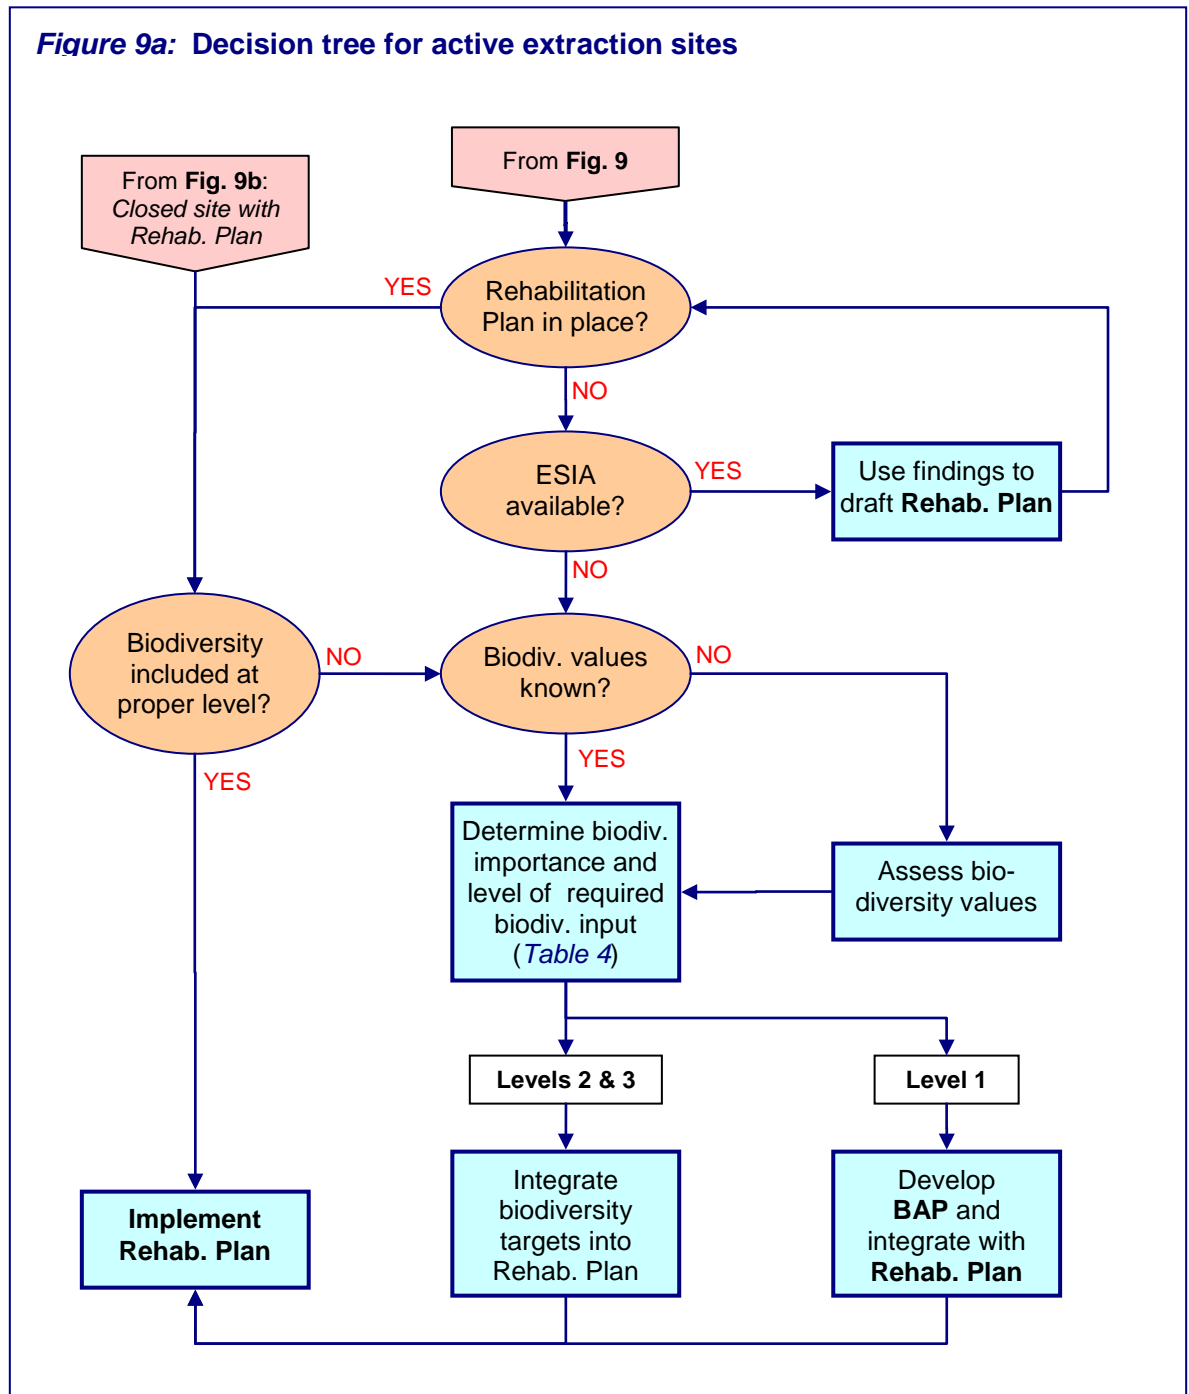 Figure 9a: Decision tree for active extraction sites
From Fig. 9b:
Closed site with
Rehab. Plan
From Fig. 9
YES
Rehabilitation
Plan in place?
NO
ESIA
available?
YES
Use findings to
draft Rehab. Plan
NO
Biodiversity
included at
proper level?
NO
Biodiv. values
known?
NO
YES
YES
Determine biodiv.
importance and
level of required
biodiv. input
(Table 4)
Assess bio-
diversity values
Levels 2 & 3
Level 1
Implement
Rehab. Plan
Integrate
biodiversity
targets into
Rehab. Plan
Develop
BAP and
integrate with
Rehab. Plan